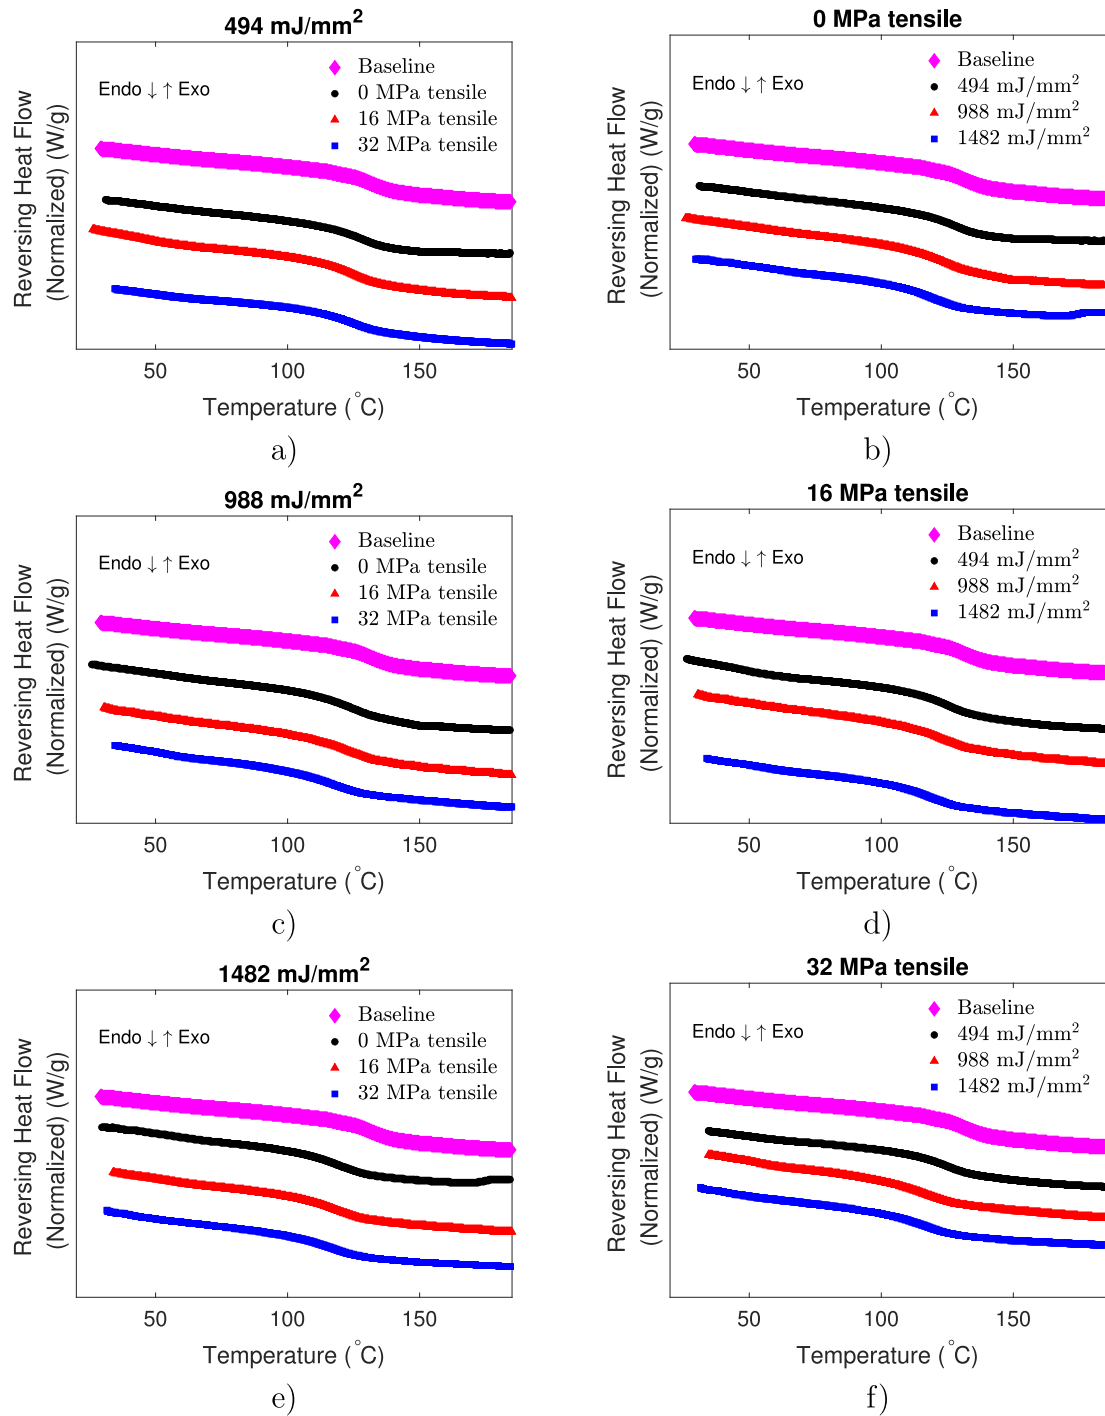 494 mJ/mm²
Endo ↓ ↑ Exo
Baseline
0 MPa tensile
16 MPa tensile
32 MPa tensile
Reversing Heat Flow
(Normalized) (W/g)
50 100 150
Temperature (°C)
a)
0 MPa tensile
Endo ↓ ↑ Exo
Baseline
494 mJ/mm²
988 mJ/mm²
1482 mJ/mm²
Reversing Heat Flow
(Normalized) (W/g)
50 100 150
Temperature (°C)
b)
988 mJ/mm²
Endo ↓ ↑ Exo
Baseline
0 MPa tensile
16 MPa tensile
32 MPa tensile
Reversing Heat Flow
(Normalized) (W/g)
50 100 150
Temperature (°C)
c)
16 MPa tensile
Endo ↓ ↑ Exo
Baseline
494 mJ/mm²
988 mJ/mm²
1482 mJ/mm²
Reversing Heat Flow
(Normalized) (W/g)
50 100 150
Temperature (°C)
d)
1482 mJ/mm²
Endo ↓ ↑ Exo
Baseline
0 MPa tensile
16 MPa tensile
32 MPa tensile
Reversing Heat Flow
(Normalized) (W/g)
50 100 150
Temperature (°C)
e)
32 MPa tensile
Endo ↓ ↑ Exo
Baseline
494 mJ/mm²
988 mJ/mm²
1482 mJ/mm²
Reversing Heat Flow
(Normalized) (W/g)
50 100 150
Temperature (°C)
f)